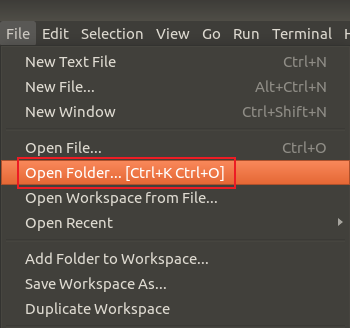 File Edit Selection View Go Run Terminal H
New Text File Ctrl+N
New File... Alt+Ctrl+N
New Window Ctrl+Shift+N
Open File... Ctrl+O
Open Folder... [Ctrl+K Ctrl+O]
Open Workspace from File...
Open Recent
Add Folder to Workspace...
Save Workspace As...
Duplicate Workspace